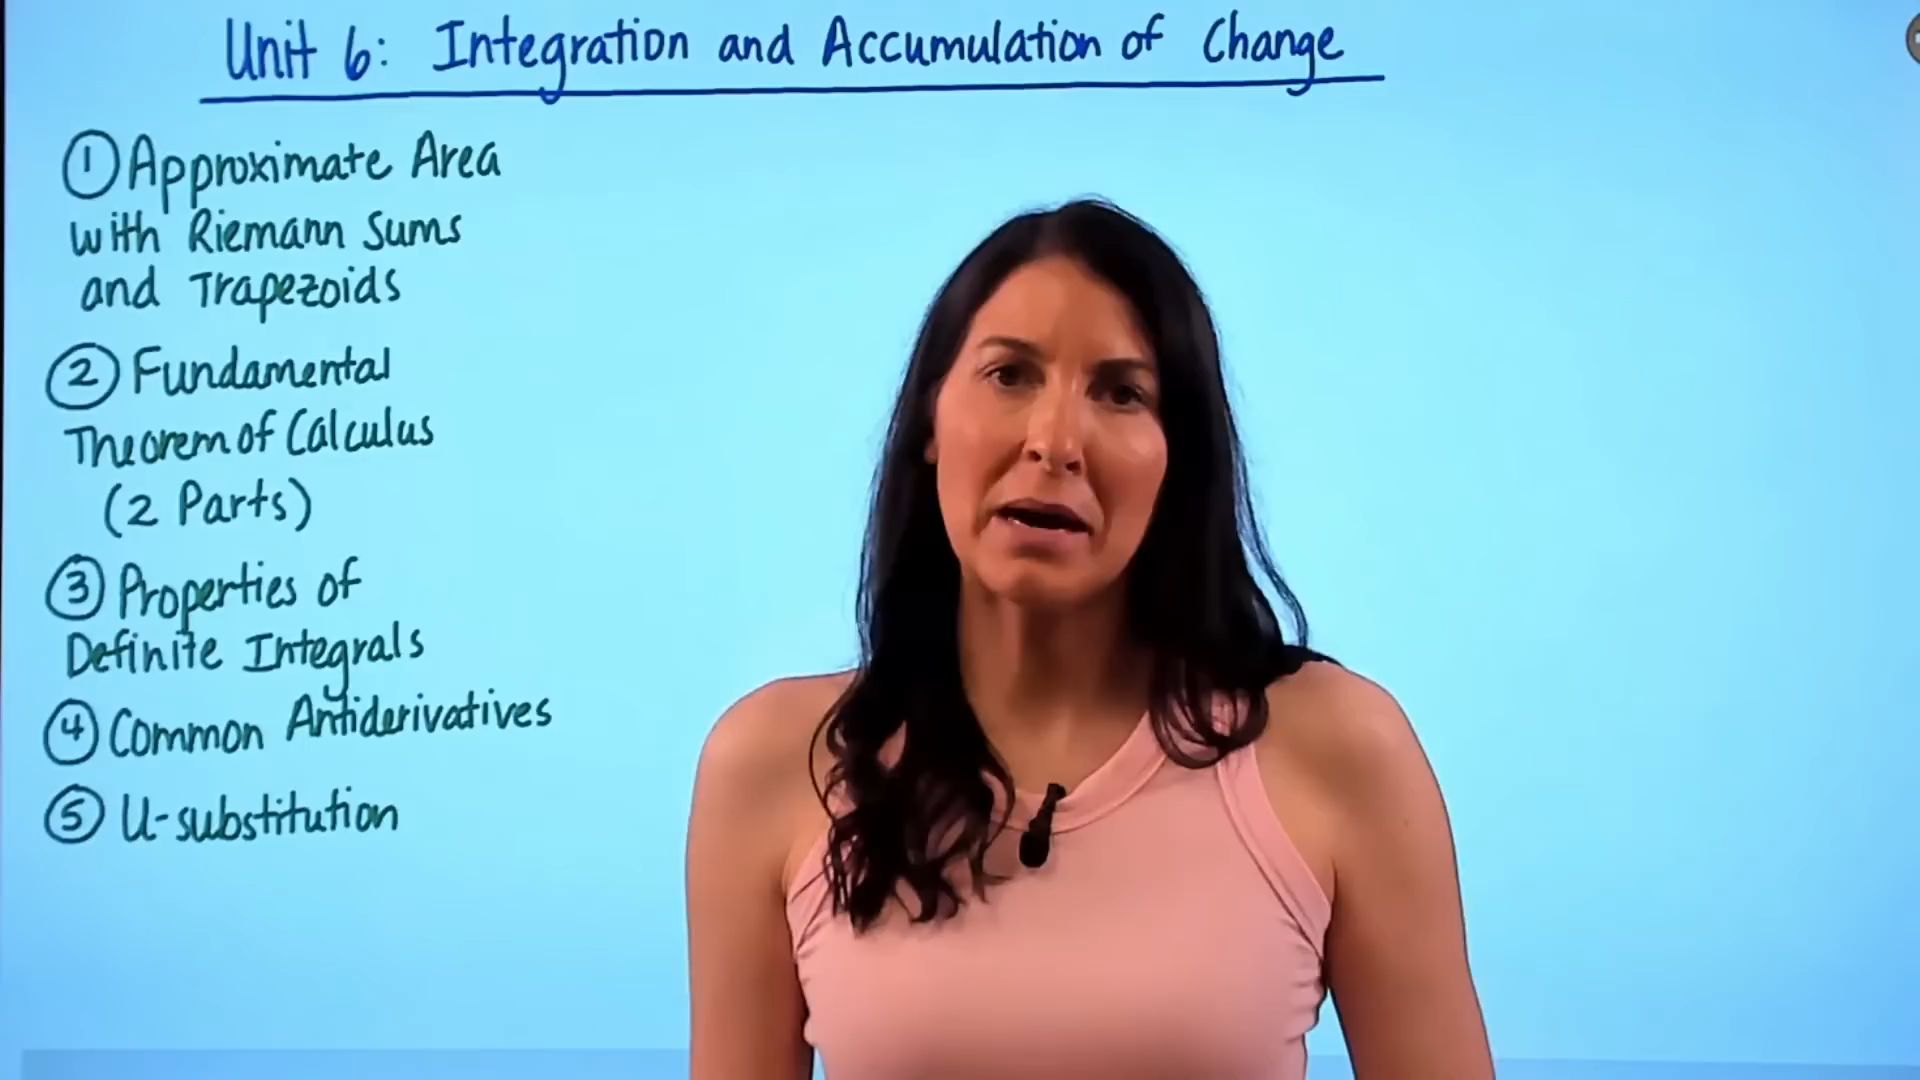 Unit 6: Integration and Accumulation of Change
① Approximate Area
with Riemann Sums
and Trapezoids
② Fundamental
Theorem of Calculus
(2 Parts)
③ Properties of
Definite Integrals
④ Common Antiderivatives
⑤ U-substitution